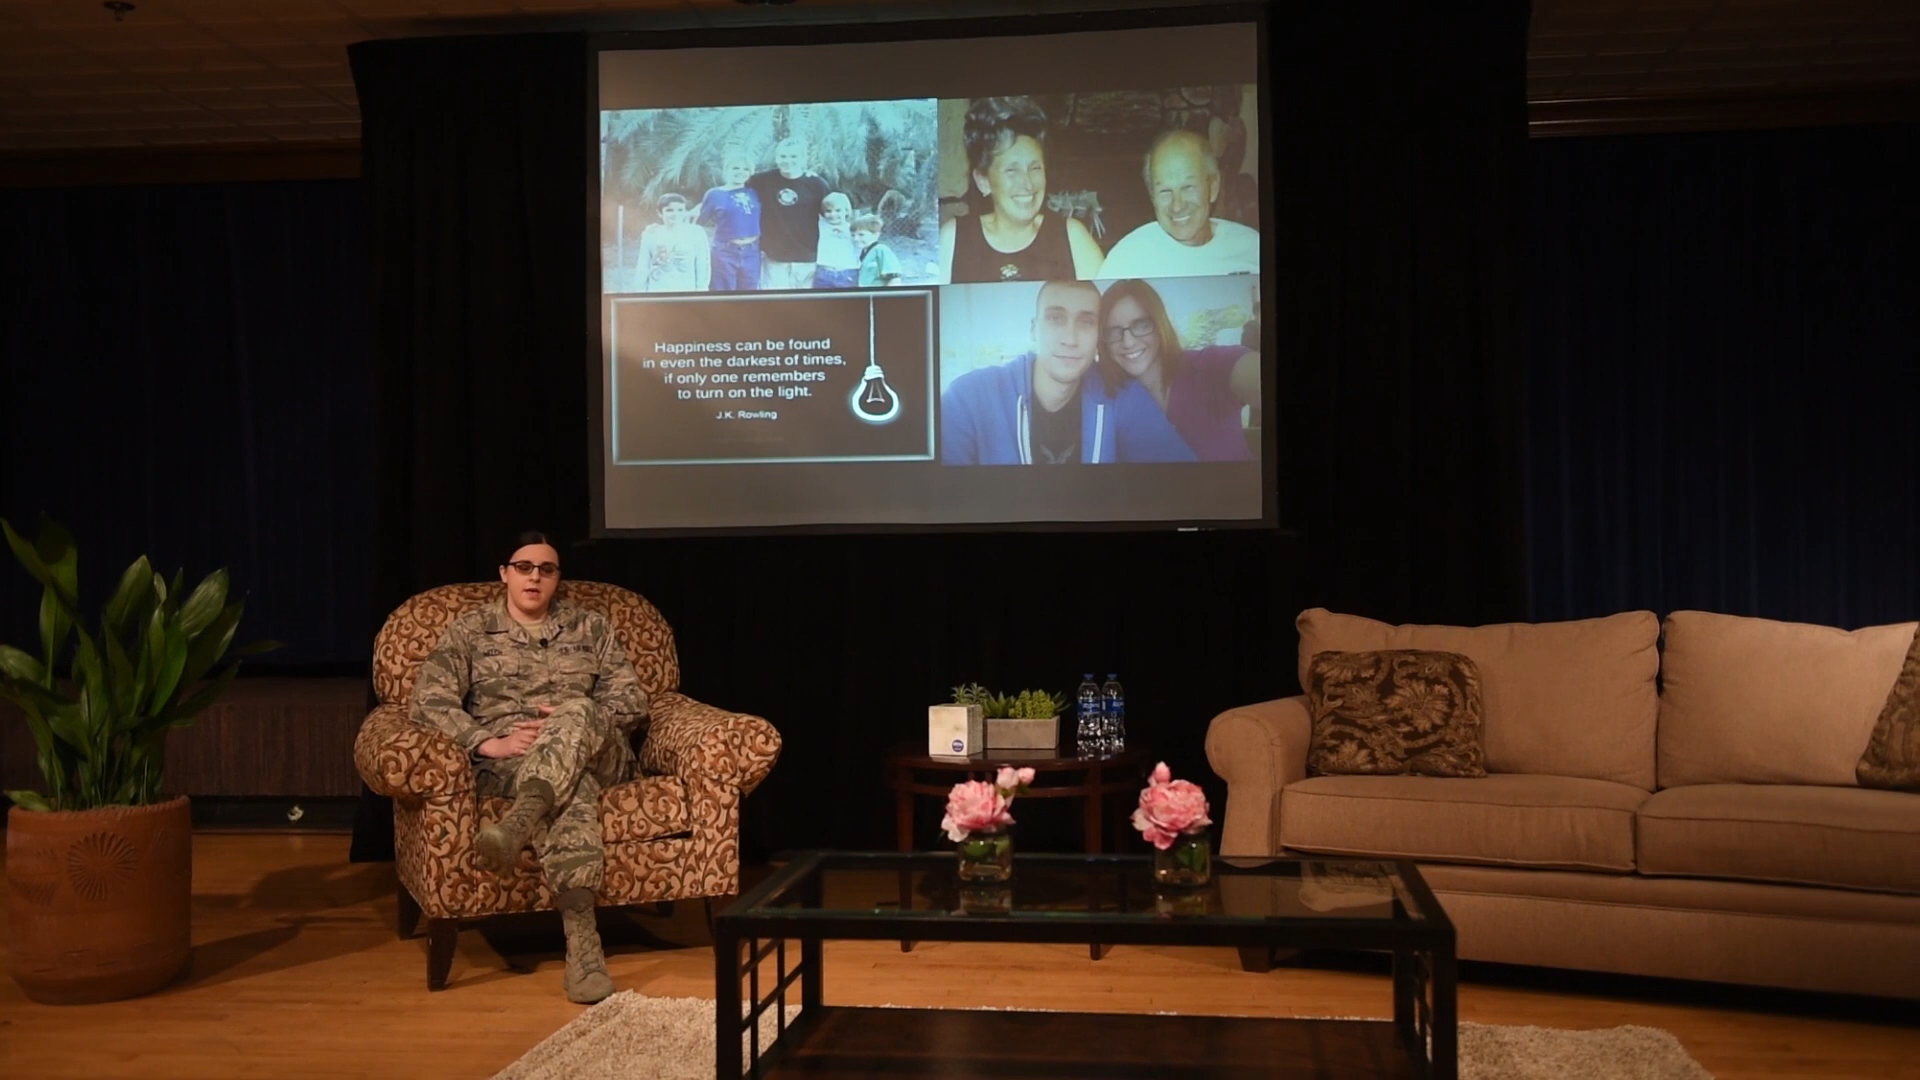 Happiness can be found
in even the darkest of times,
if only one remembers
to turn on the light.
J.K. Rowling